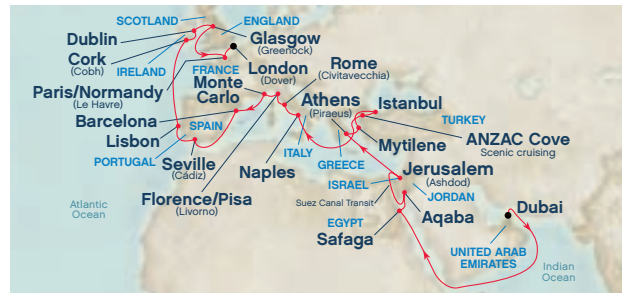 SCOTLAND
ENGLAND
Dublin
Glasgow
(Greenock)
Cork
(Cobh)
IRELAND
London
(Dover)
FRANCE
Paris/Normandy
(Le Havre)
Monte
Carlo
Rome
(Civitavecchia)
Athens
(Piraeus)
Istanbul
Barcelona
SPAIN
TURKEY
ANZAC Cove
Scenic cruising
Lisbon
PORTUGAL
Seville
(Cádiz)
ITALY
Mytilene
GREECE
Naples
Florence/Pisa
(Livorno)
Jerusalem
(Ashdod)
ISRAEL
JORDAN
Suez Canal Transit
Atlantic
Ocean
Aqaba
Dubai
EGYPT
Safaga
UNITED ARAB
EMIRATES
Indian
Ocean